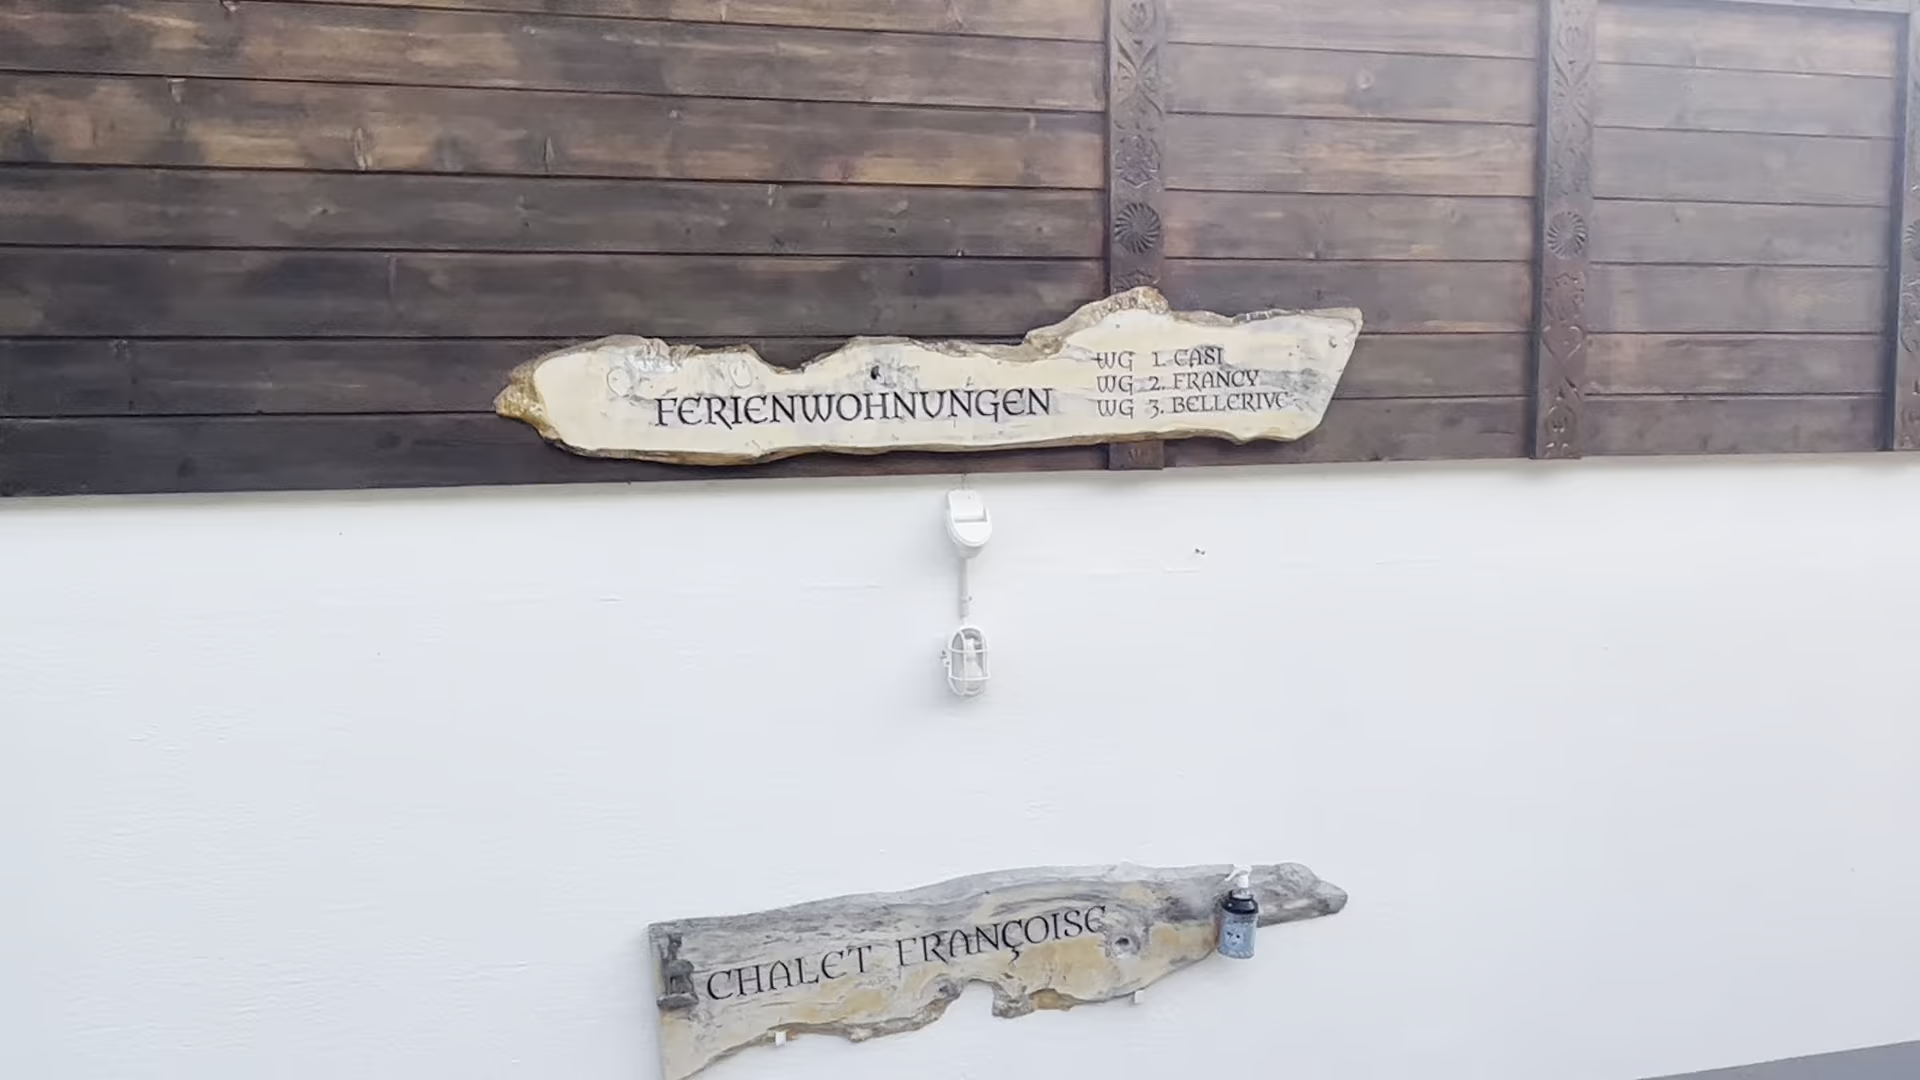 FERIENWOHNUNGEN
WG 1. CASI
WG 2. FRANCY
WG 3. BELLERIVE
CHALET FRANÇOISE